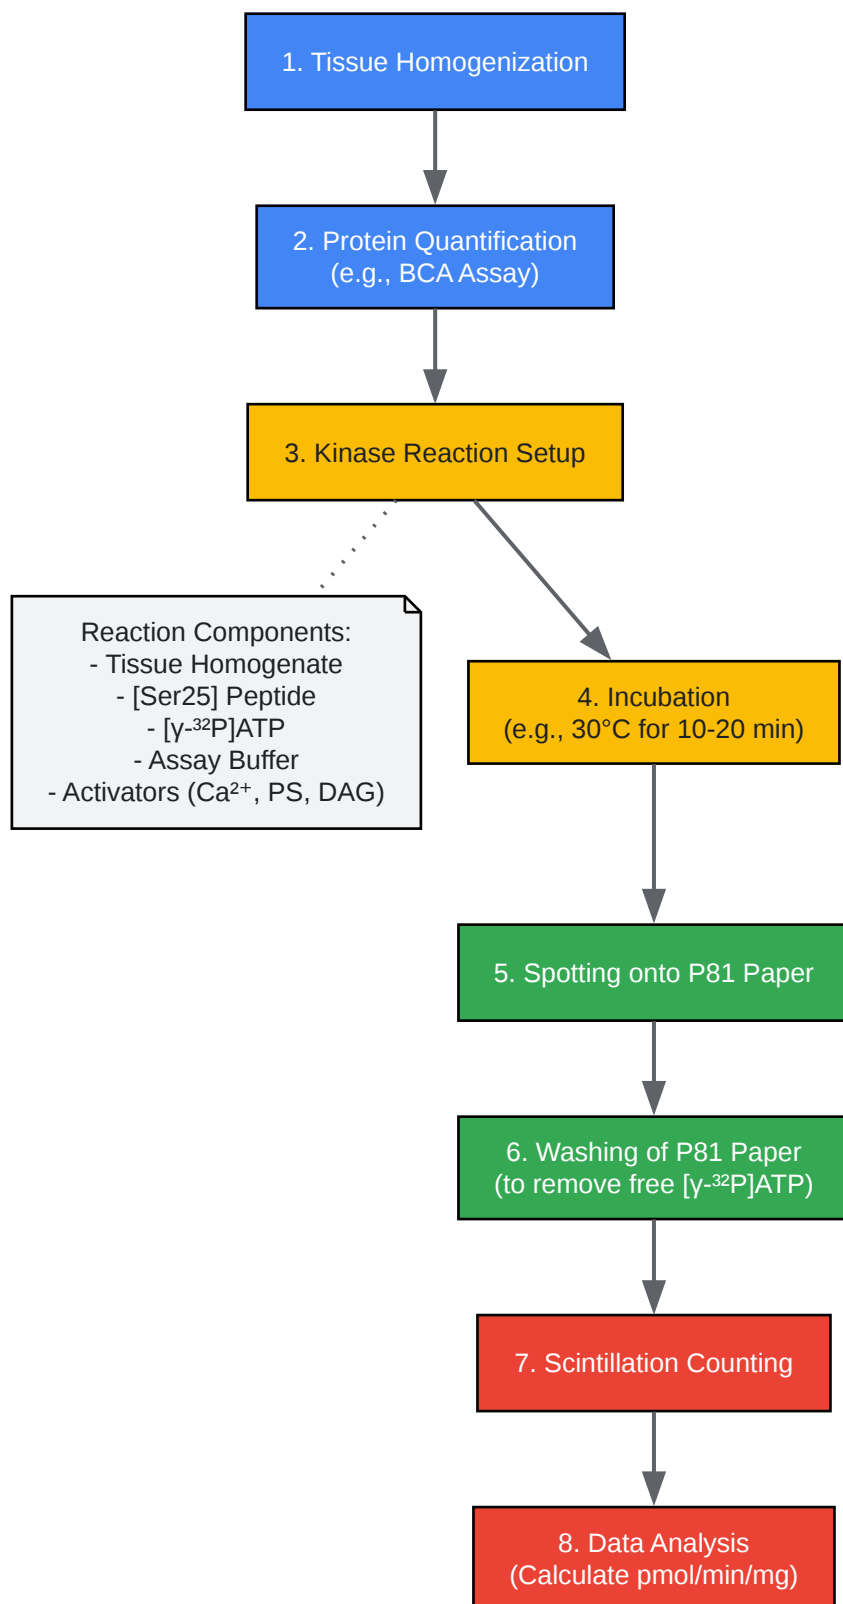 1. Tissue Homogenization
2. Protein Quantification
(e.g., BCA Assay)
3. Kinase Reaction Setup
Reaction Components:
- Tissue Homogenate
- [Ser25] Peptide
- [γ-³²P]ATP
- Assay Buffer
- Activators (Ca²⁺, PS, DAG)
4. Incubation
(e.g., 30°C for 10-20 min)
5. Spotting onto P81 Paper
6. Washing of P81 Paper
(to remove free [γ-³²P]ATP)
7. Scintillation Counting
8. Data Analysis
(Calculate pmol/min/mg)